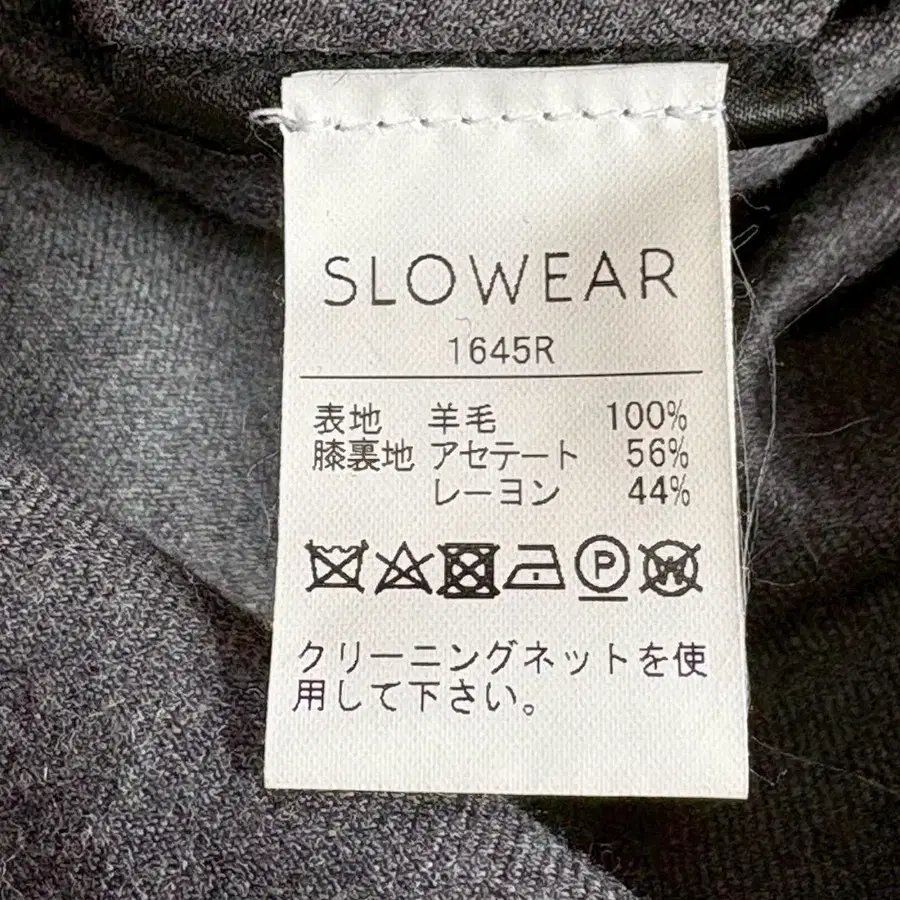 SLOWEAR
1645R
表地 羊毛 100%
膝裏地 アセテート 56%
レーヨン 44%
P W
クリーニングネットを使
用して下さい。